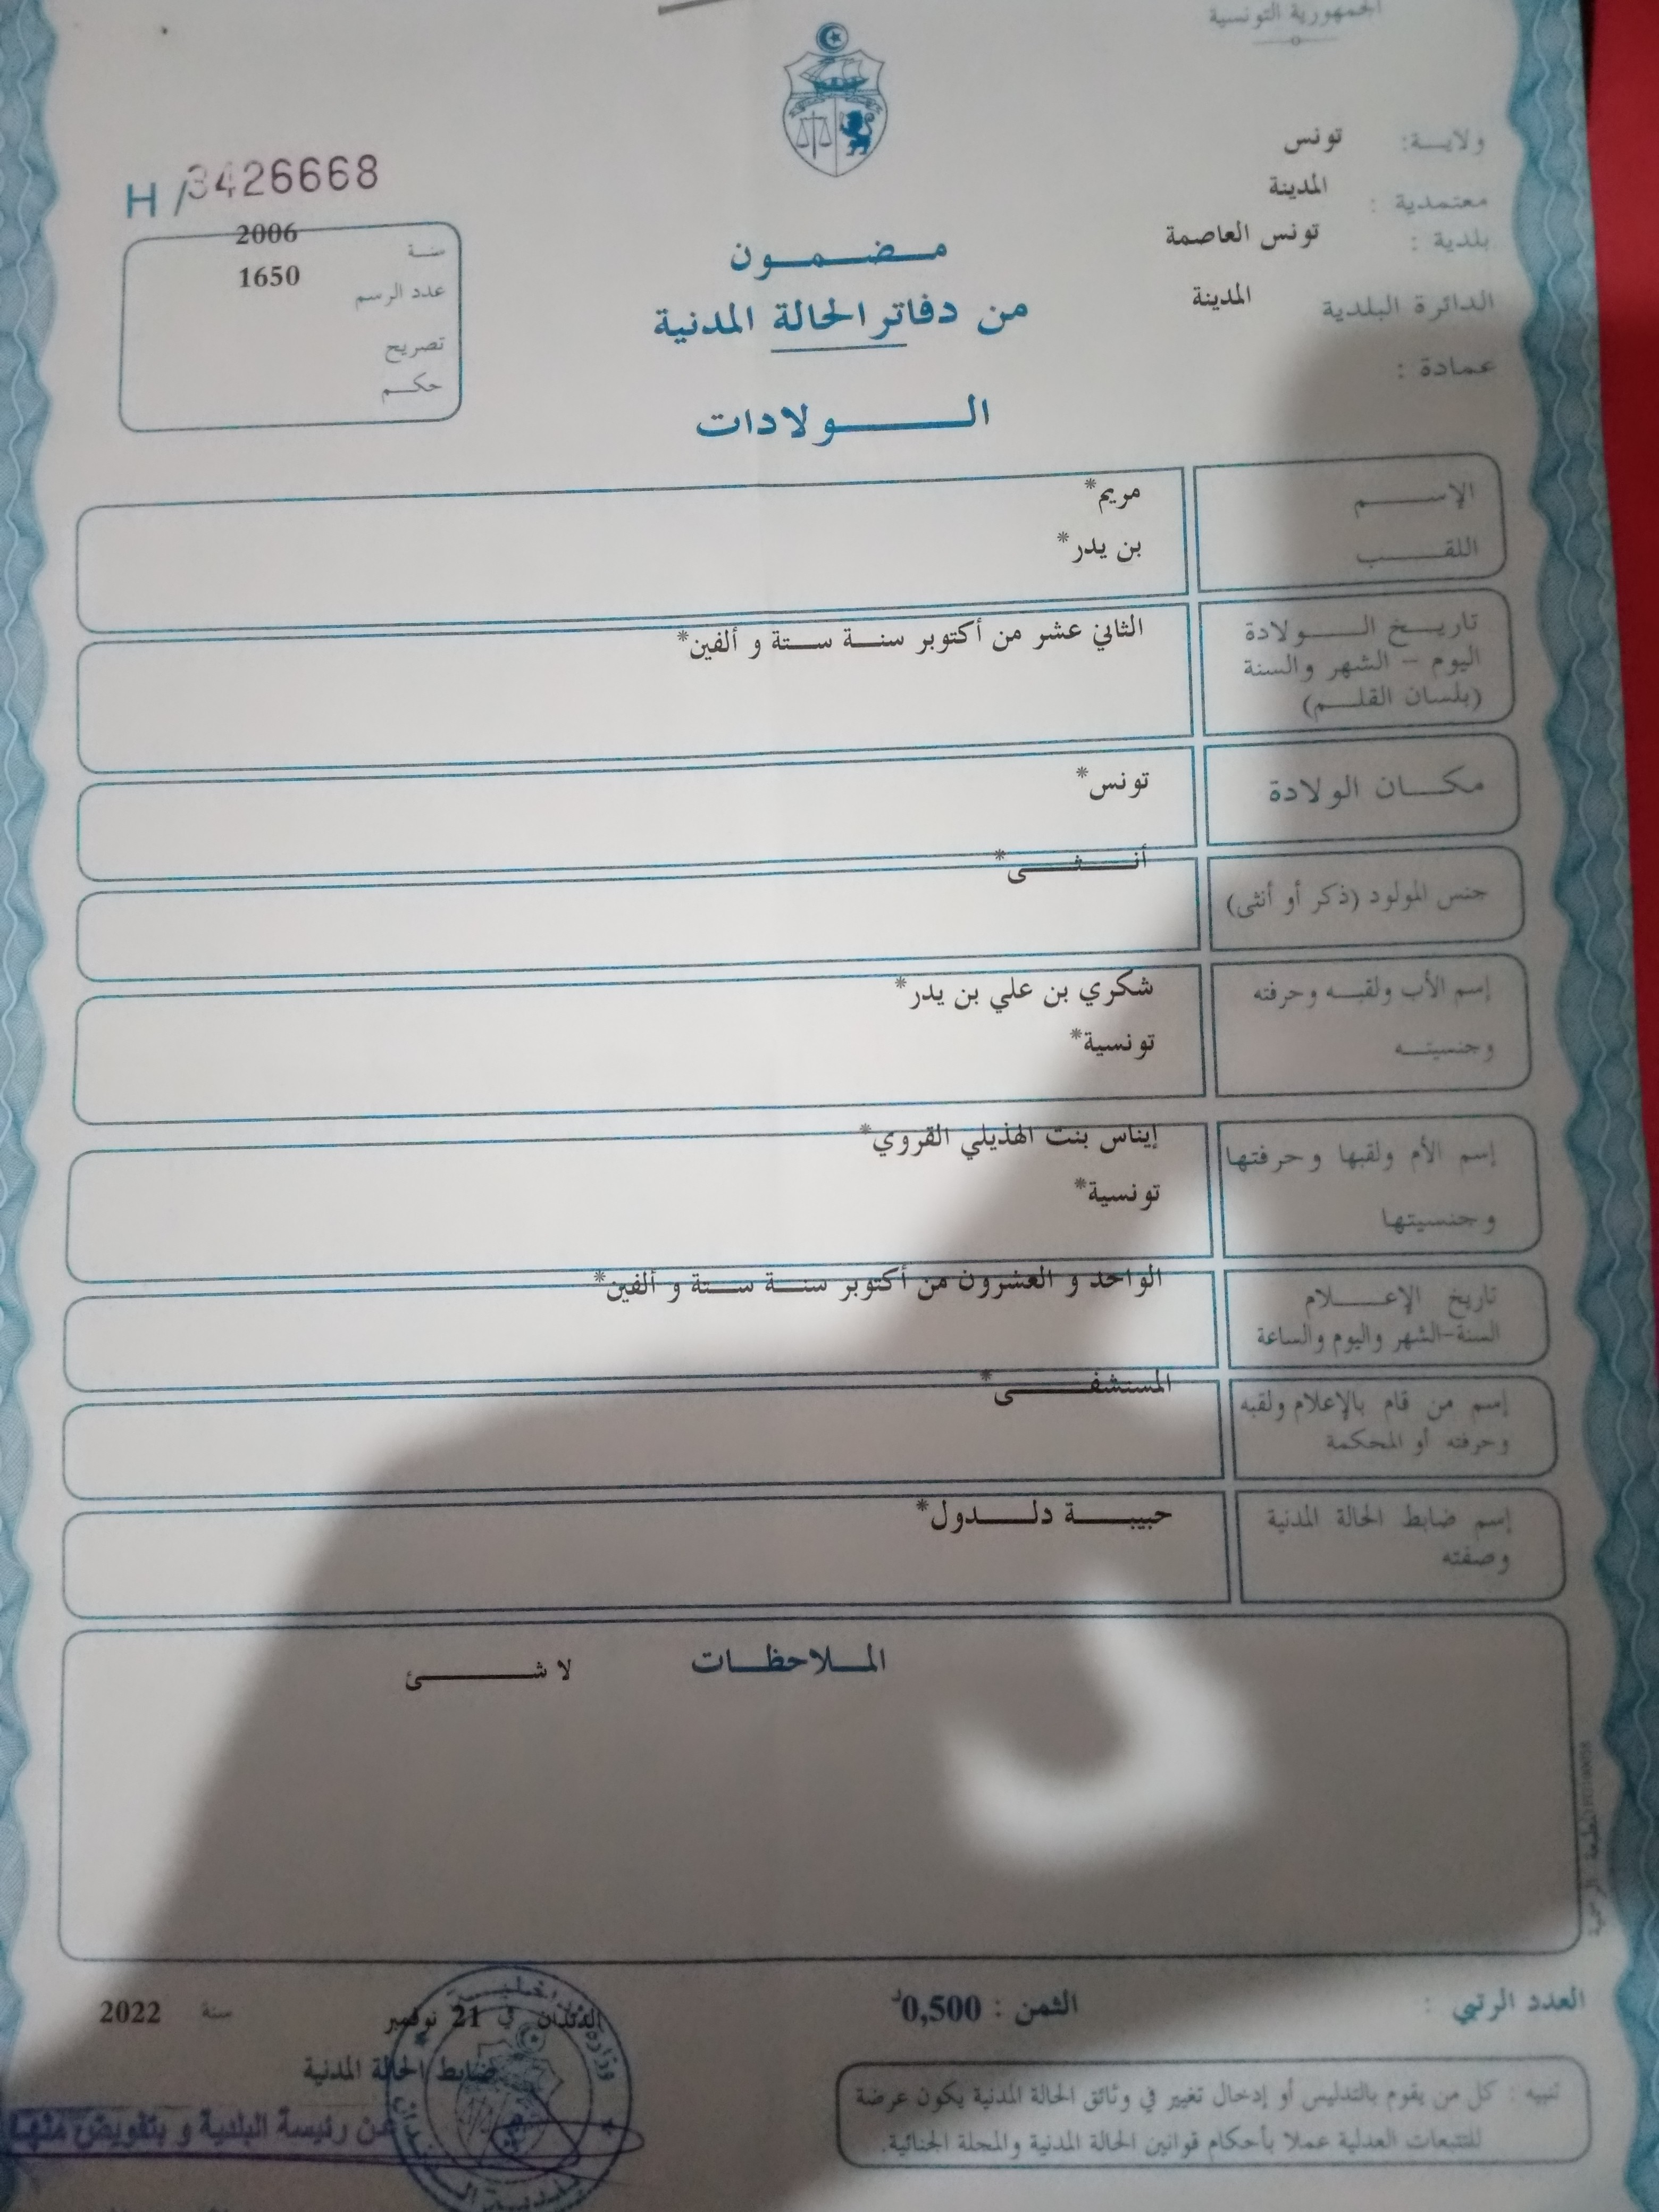 الجمهورية التونسية
ولايــة: تونس
معتمدية : المدينة
بلدية : تونس العاصمة
الدائرة البلدية المدينة
عمادة :
H /3426668
سنة 2006
عدد الرسم 1650
تصريح
حكم
مضمون
من دفاتر الحالة المدنية
الولادات
الإسم مريم*
اللقب بن يدر*
تاريخ الولادة الثاني عشر من أكتوبر سنة ستة و ألفين*
اليوم – الشهر والسنة
(بلسان القلم)
مكان الولادة تونس*
جنس المولود (ذكر أو أنثى) أنثى*
إسم الأب ولقبه وحرفته شكري بن علي بن يدر*
وجنسيته تونسية*
إسم الأم ولقبها وحرفتها إيناس بنت الهذيلي القروي*
وجنسيتها تونسية*
تاريخ الإعلام الواحد و العشرون من أكتوبر سنة ستة و ألفين*
السنة-الشهر واليوم والساعة
إسم من قام بالإعلام ولقبه المستشفى*
وحرفته أو المحكمة
إسم ضابط الحالة المدنية حبيبة دلدول*
وصفته
الملاحظات لا شئ
العدد الرتبي :
الثمن : 0,500د
في 21 نوفمبر سنة 2022
ضابط الحالة المدنية
عن رئيسة البلدية و بتفويض منها
تنبيه : كل من يقوم بالتدليس أو إدخال تغيير في وثائق الحالة المدنية يكون عرضة
للتتبعات العدلية عملا بأحكام قوانين الحالة المدنية والمجلة الجنائية.